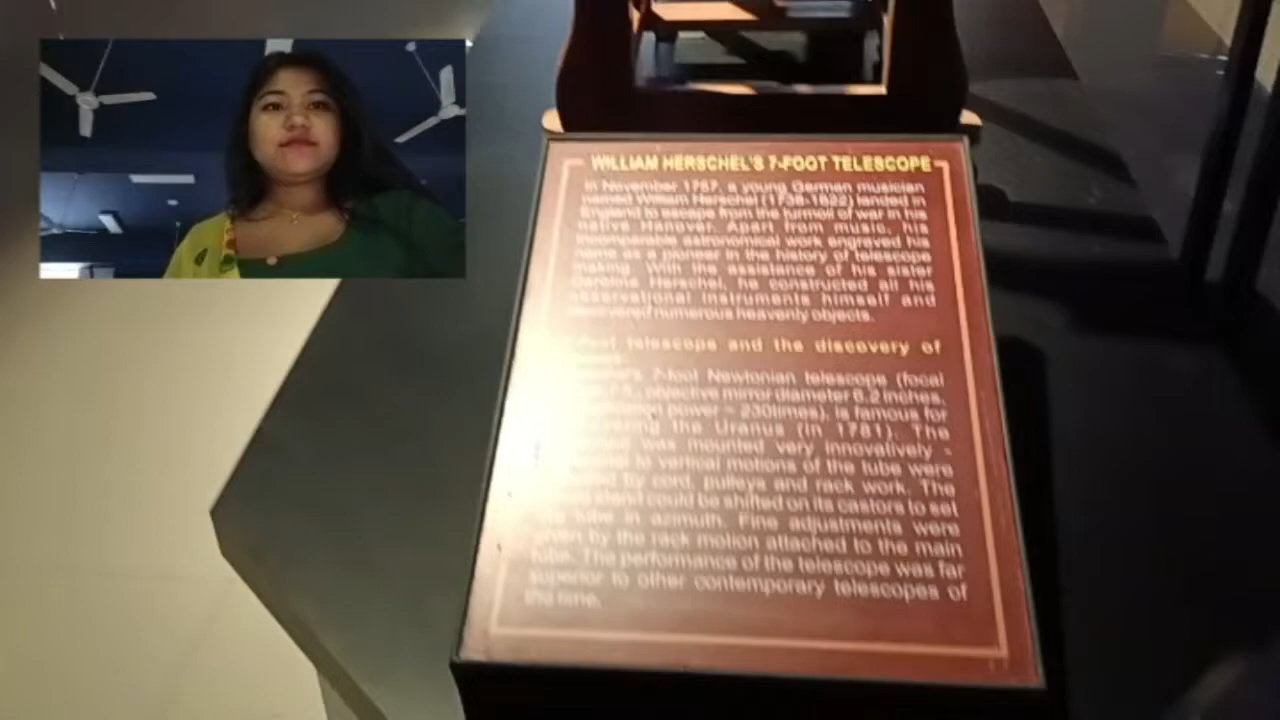 WILLIAM HERSCHEL'S 7-FOOT TELESCOPE
In November 1757, a young German musician
named William Herschel (1738-1822) landed in
England to escape from the turmoil of war in his
native Hanover. Apart from music, his
incomparable astronomical work engraved his
name as a pioneer in the history of telescope
making. With the assistance of his sister
Caroline Herschel, he constructed all his
observational instruments himself and
discovered numerous heavenly objects.
telescope and the discovery of
7-foot Newtonian telescope (focal
objective mirror diameter 6.2 inches,
power ~ 230times), is famous for
the Uranus (in 1781). The
was mounted very innovatively -
to vertical motions of the tube were
by cord, pulleys and rack work. The
stand could be shifted on its castors to set
tube in azimuth. Fine adjustments were
given by the rack motion attached to the main
tube. The performance of the telescope was far
superior to other contemporary telescopes of
the time.